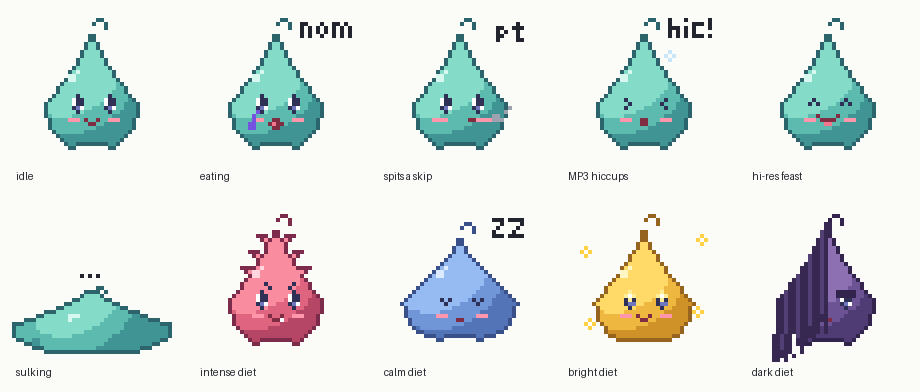 nom
pt
hic!
idle
eating
spits a skip
MP3 hiccups
hi-res feast
...
zz
sulking
intense diet
calm diet
bright diet
dark diet